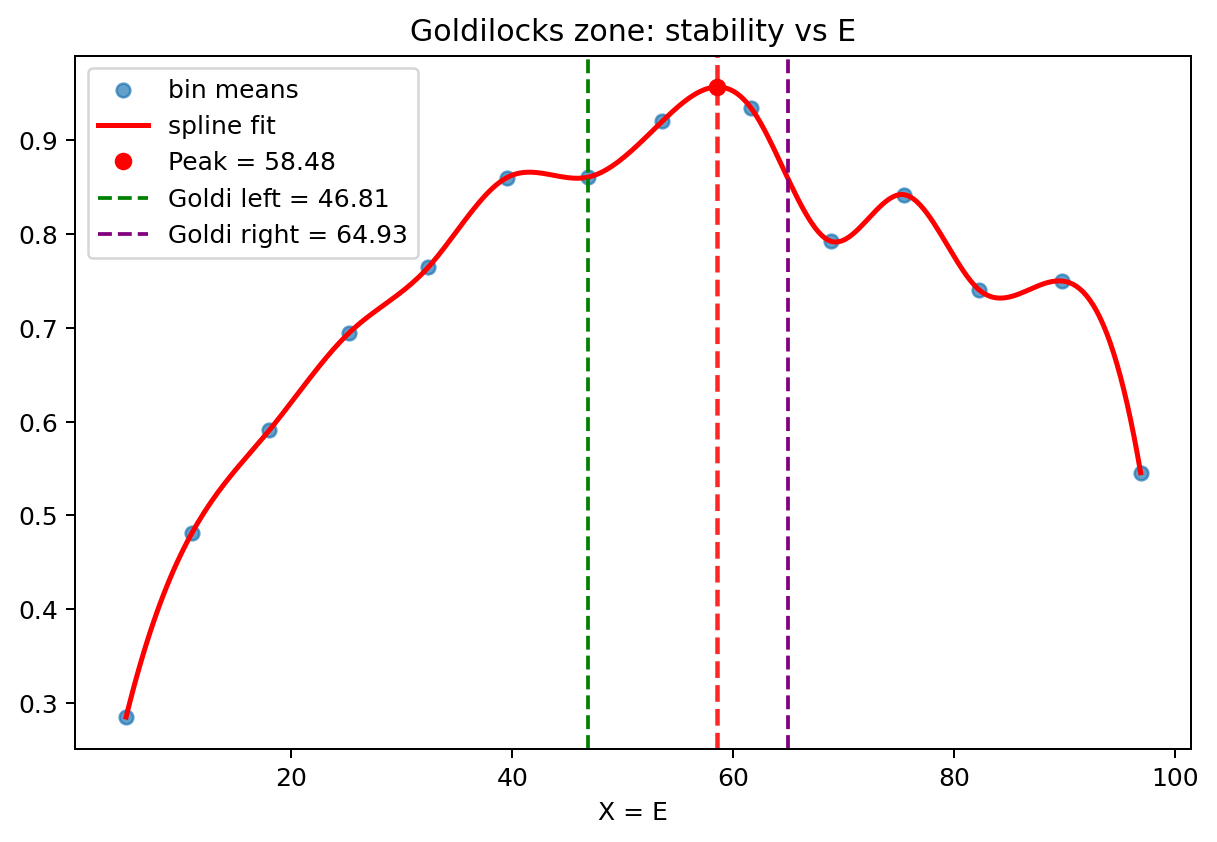 Goldilocks zone: stability vs E
bin means
spline fit
Peak = 58.48
Goldi left = 46.81
Goldi right = 64.93
0.9
0.8
0.7
0.6
0.5
0.4
0.3
20 40 60 80 100
X = E